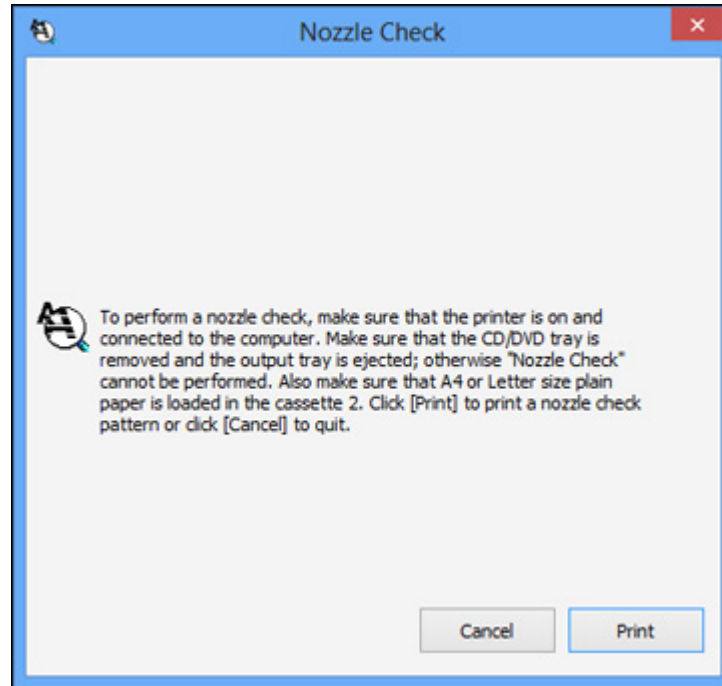 Nozzle Check
To perform a nozzle check, make sure that the printer is on and
connected to the computer. Make sure that the CD/DVD tray is
removed and the output tray is ejected; otherwise "Nozzle Check"
cannot be performed. Also make sure that A4 or Letter size plain
paper is loaded in the cassette 2. Click [Print] to print a nozzle check
pattern or click [Cancel] to quit.
Cancel Print